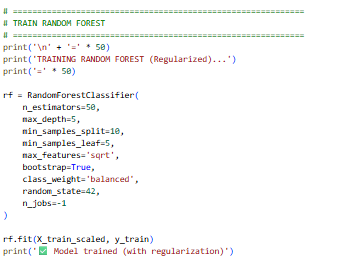 # ============================================================
# TRAIN RANDOM FOREST
# ============================================================
print('\n' + '=' * 50)
print('TRAINING RANDOM FOREST (Regularized)...')
print('=' * 50)

rf = RandomForestClassifier(
    n_estimators=50,
    max_depth=5,
    min_samples_split=10,
    min_samples_leaf=5,
    max_features='sqrt',
    bootstrap=True,
    class_weight='balanced',
    random_state=42,
    n_jobs=-1
)

rf.fit(X_train_scaled, y_train)
print('✅ Model trained (with regularization)')